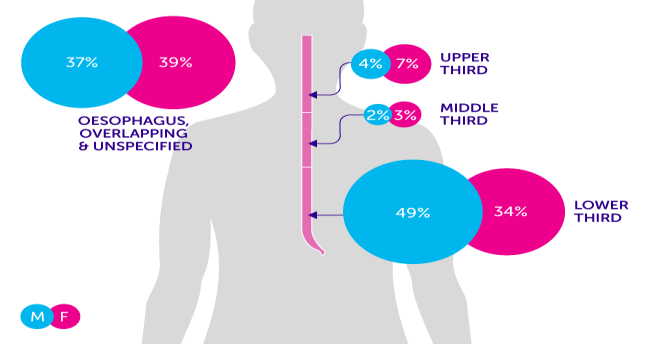 37% 39%
OESOPHAGUS,
OVERLAPPING
& UNSPECIFIED
4% 7%
UPPER
THIRD
2% 3%
MIDDLE
THIRD
49% 34%
LOWER
THIRD
M F